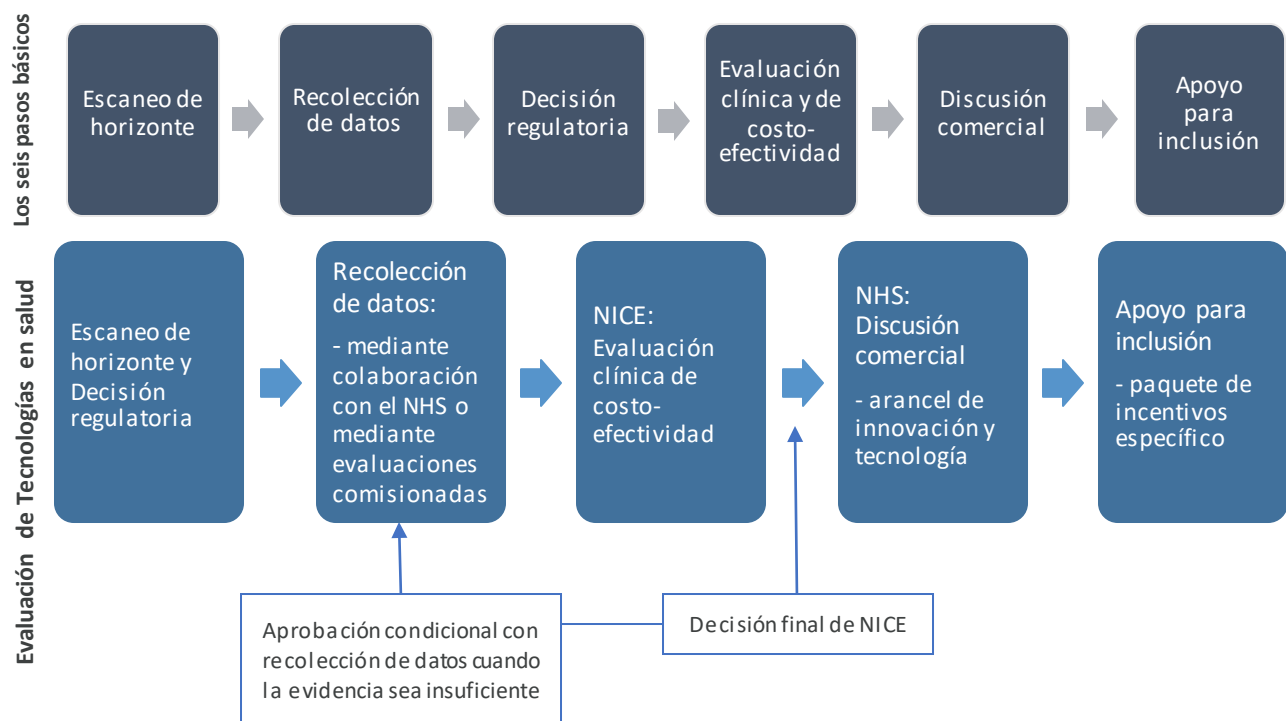 Los seis pasos básicos
Escaneo de
horizonte
Recolección
de datos
Decisión
regulatoria
Evaluación
clínica y de
costo-
efectividad
Discusión
comercial
Apoyo
para
inclusión
Evaluación de Tecnologías en salud
Escaneo de
horizonte y
Decisión
regulatoria
Recolección
de datos:
- mediante
colaboración
con el NHS o
mediante
evaluaciones
comisionadas
NICE:
Evaluación
clínica de
costo-
efectividad
NHS:
Discusión
comercial
- arancel de
innovación y
tecnología
Apoyo para
inclusión
- paquete de
incentivos
específico
Aprobación condicional con
recolección de datos cuando
la evidencia sea insuficiente
Decisión final de NICE